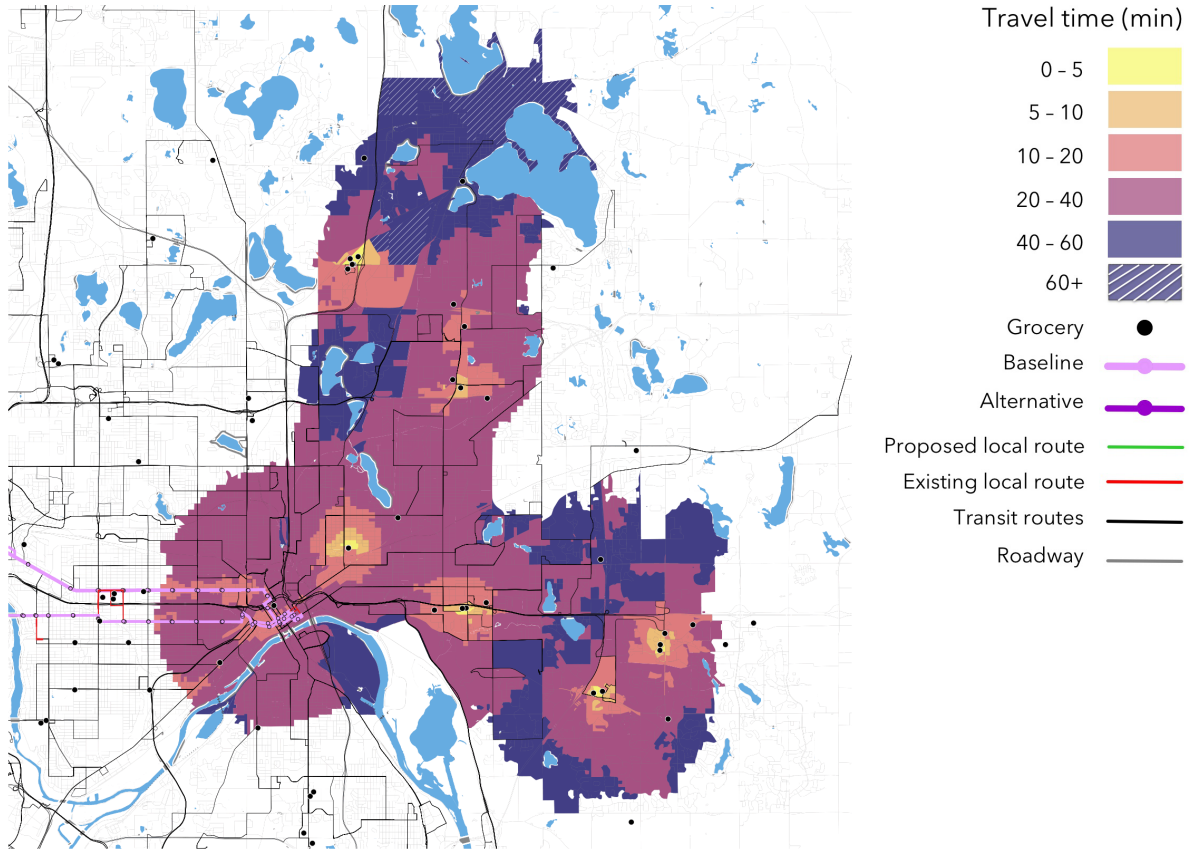 Travel time (min)
0 – 5
5 – 10
10 – 20
20 – 40
40 – 60
60+
Grocery
Baseline
Alternative
Proposed local route
Existing local route
Transit routes
Roadway